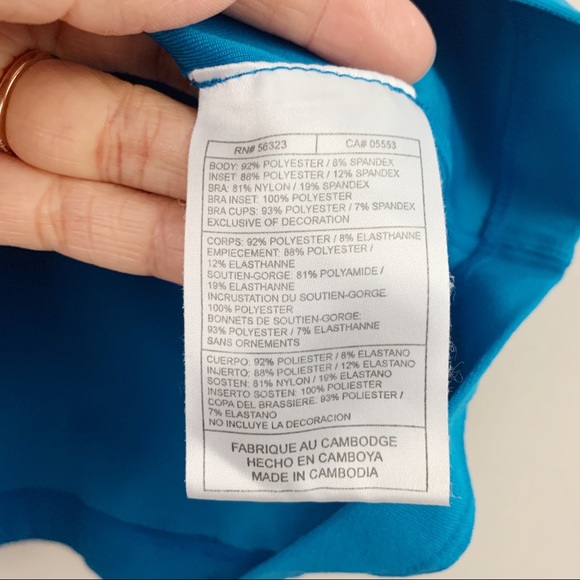 RN# 56323 CA# 05553
BODY: 92% POLYESTER / 8% SPANDEX
INSET: 88% POLYESTER / 12% SPANDEX
BRA: 81% NYLON / 19% SPANDEX
BRA INSET: 100% POLYESTER
BRA CUPS: 93% POLYESTER / 7% SPANDEX
EXCLUSIVE OF DECORATION
CORPS: 92% POLYESTER / 8% ELASTHANNE
EMPIECEMENT: 88% POLYESTER /
12% ELASTHANNE
SOUTIEN-GORGE: 81% POLYAMIDE /
19% ELASTHANNE
INCRUSTATION DU SOUTIEN-GORGE:
100% POLYESTER
BONNETS DE SOUTIEN-GORGE:
93% POLYESTER / 7% ELASTHANNE
SANS ORNEMENTS
CUERPO: 92% POLIESTER / 8% ELASTANO
INJERTO: 88% POLIESTER / 12% ELASTANO
SOSTEN: 81% NYLON / 19% ELASTANO
INSERTO SOSTEN: 100% POLIESTER
COPA DEL BRASSIERE: 93% POLIESTER /
7% ELASTANO
NO INCLUYE LA DECORACION
FABRIQUE AU CAMBODGE
HECHO EN CAMBOYA
MADE IN CAMBODIA